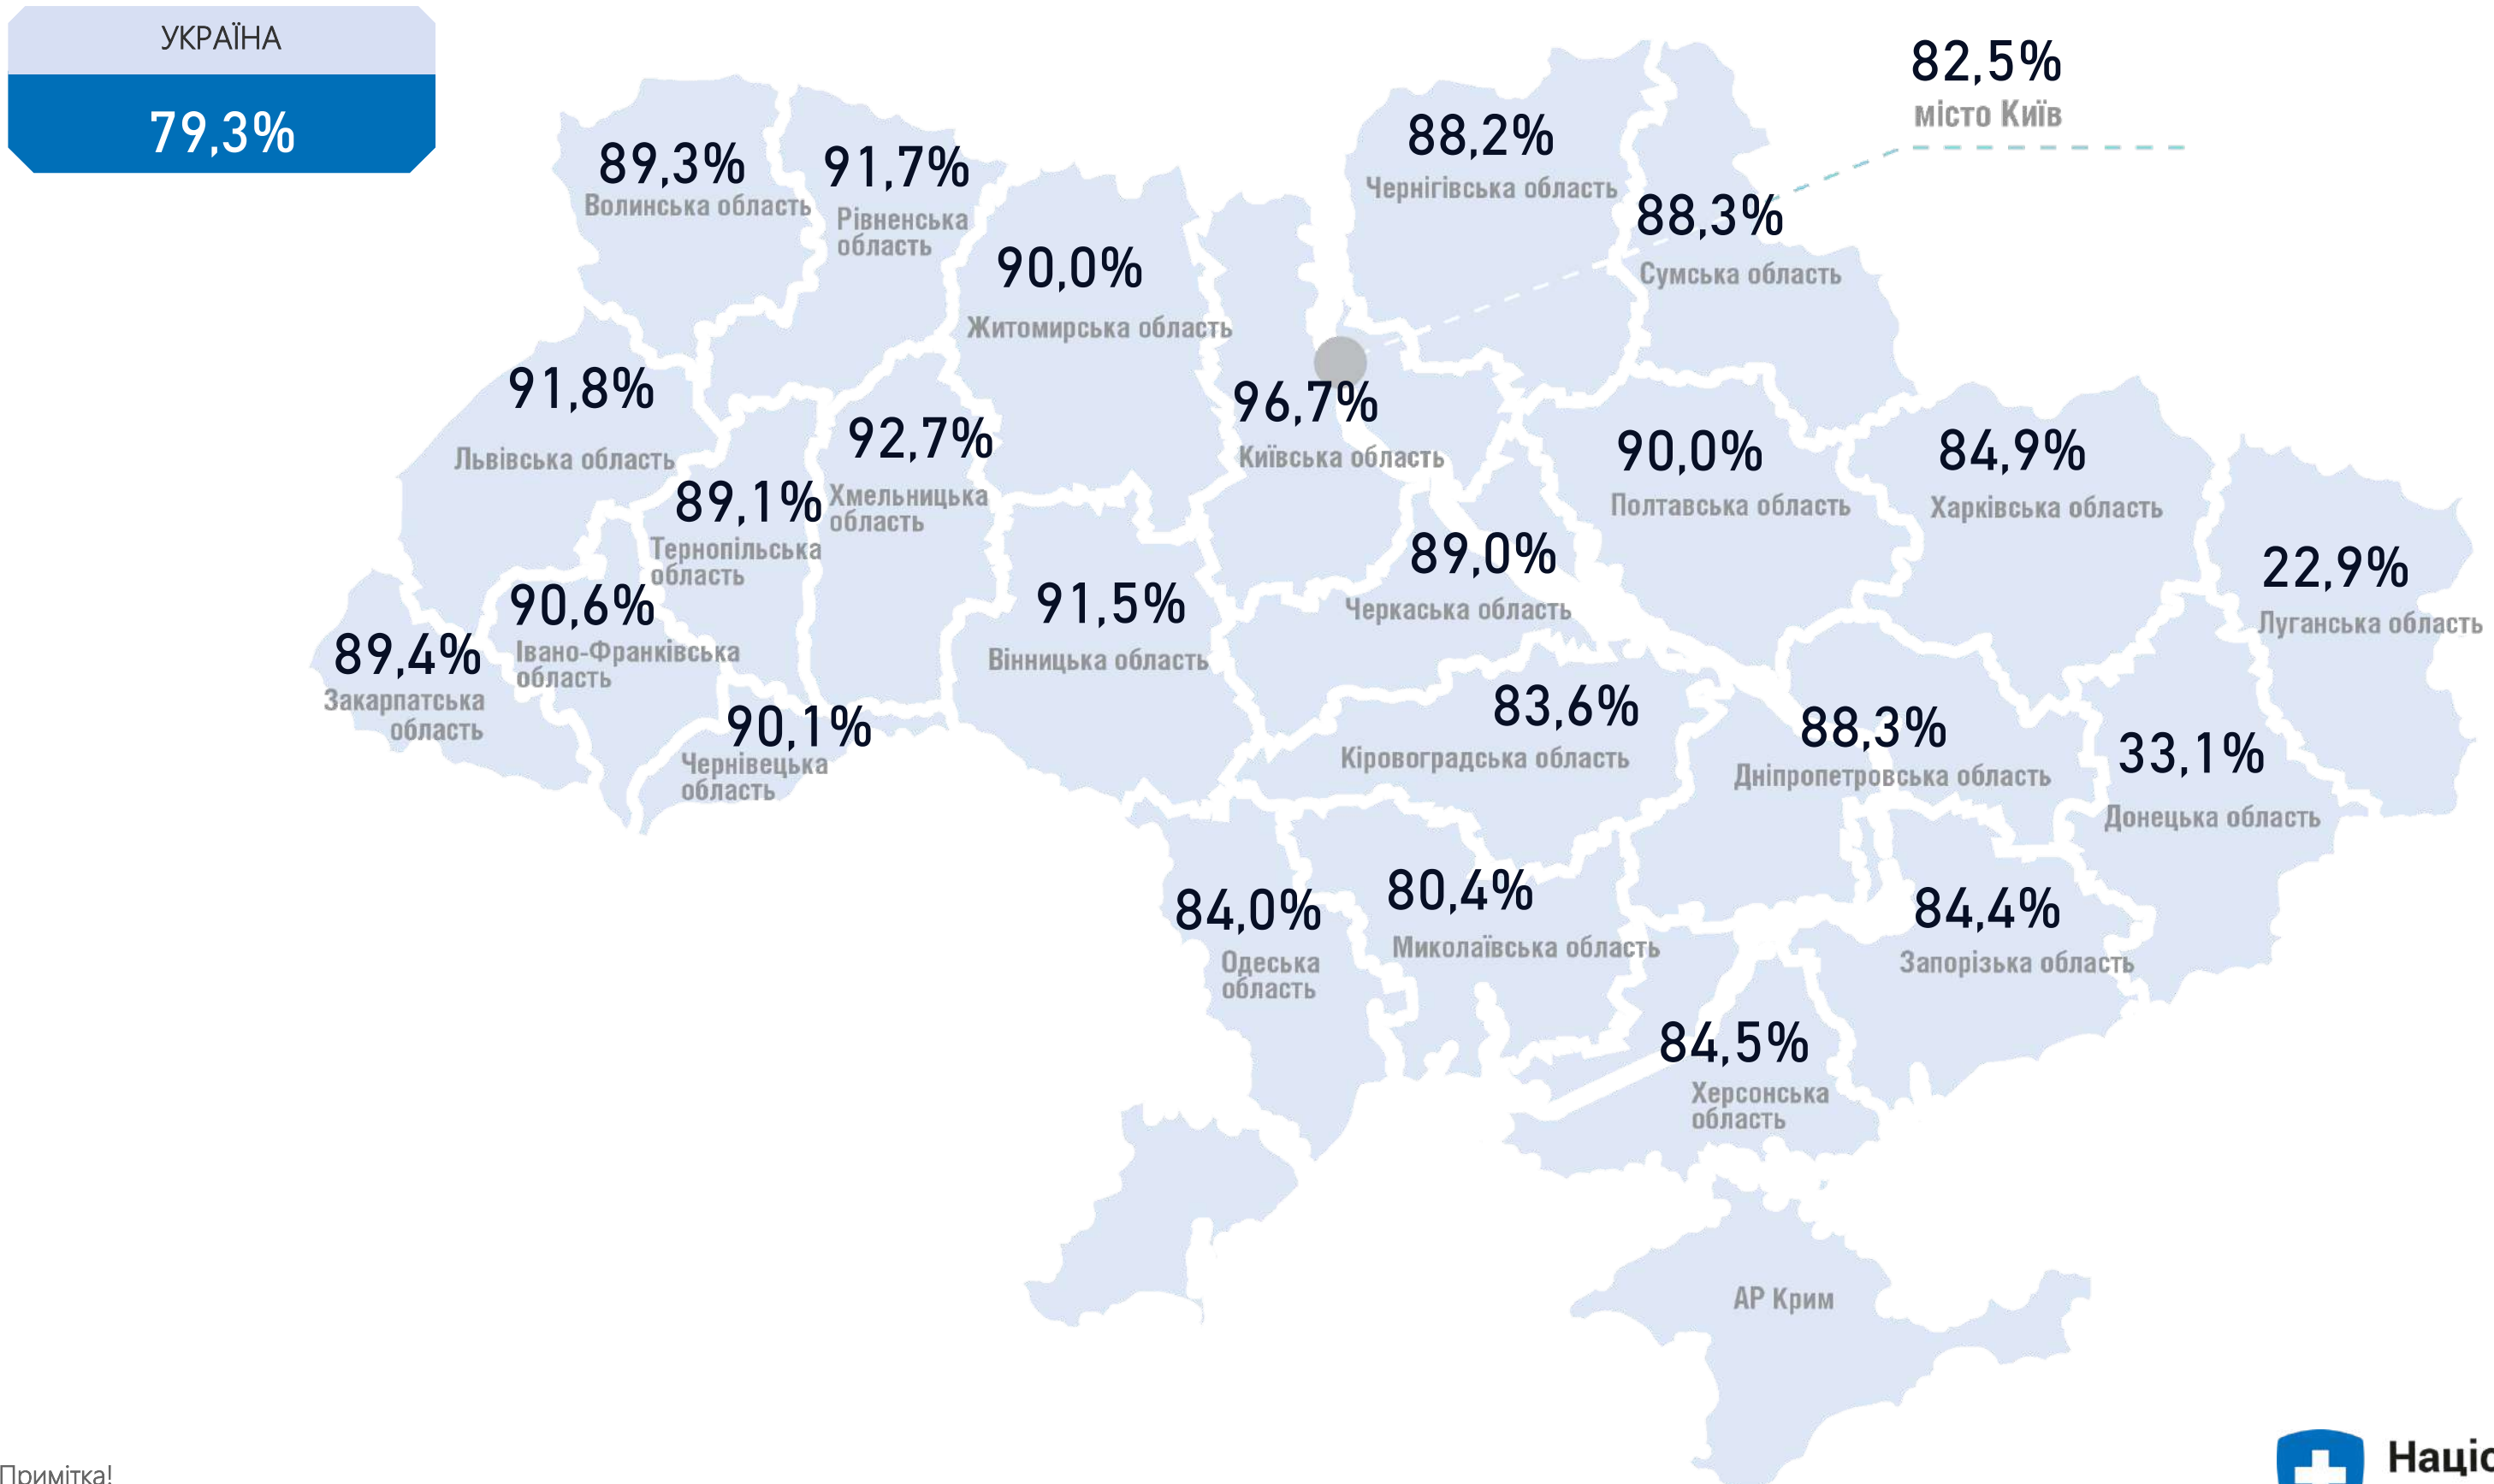 УКРАЇНА
79,3%
82,5%
місто Київ
89,3%
Волинська область
91,7%
Рівненська
область
90,0%
Житомирська область
88,2%
Чернігівська область
88,3%
Сумська область
91,8%
Львівська область
92,7%
Хмельницька
область
89,1%
Тернопільська
область
96,7%
Київська область
90,0%
Полтавська область
84,9%
Харківська область
22,9%
Луганська область
89,0%
Черкаська область
91,5%
Вінницька область
90,6%
Івано-Франківська
область
89,4%
Закарпатська
область
90,1%
Чернівецька
область
83,6%
Кіровоградська область
88,3%
Дніпропетровська область
33,1%
Донецька область
84,0%
Одеська
область
80,4%
Миколаївська область
84,4%
Запорізька область
84,5%
Херсонська
область
АР Крим
Примітка!
Націо